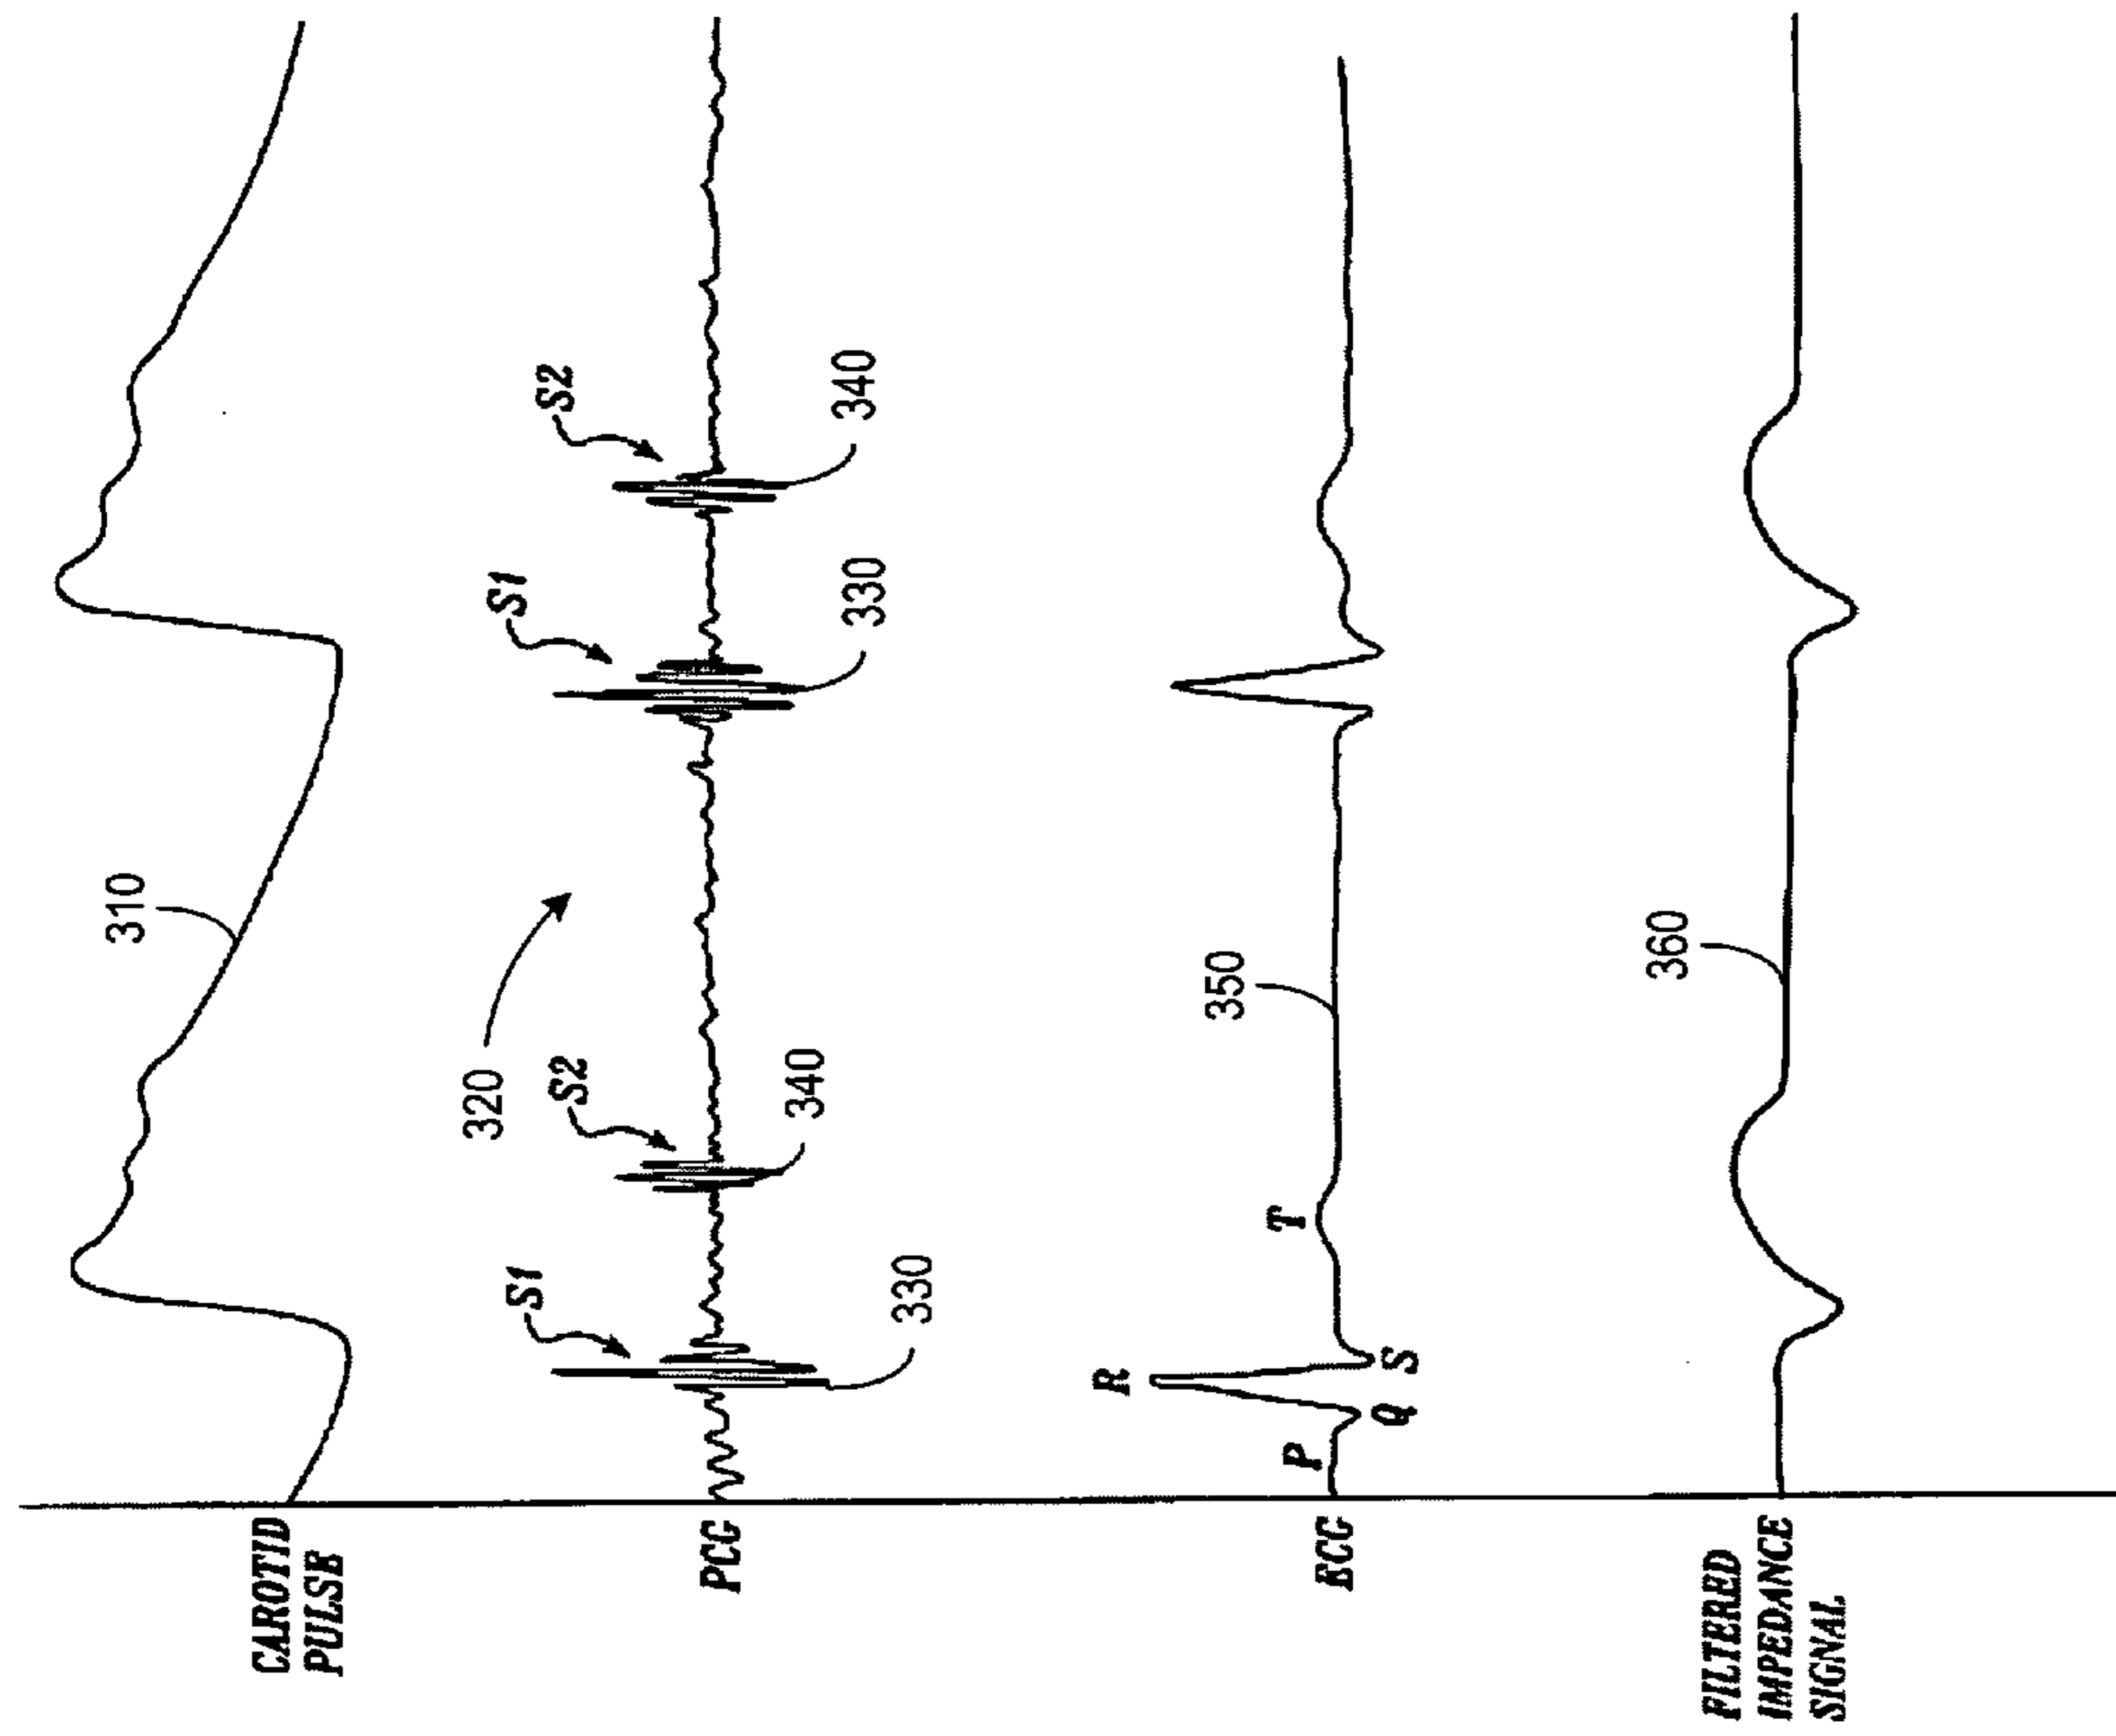 CAROTID
PULSE
310
PCG
S1
330
S2
340
320
S1
330
S2
340
ECG
P
Q
R
S
T
350
FILTERED
IMPEDANCE
SIGNAL
360